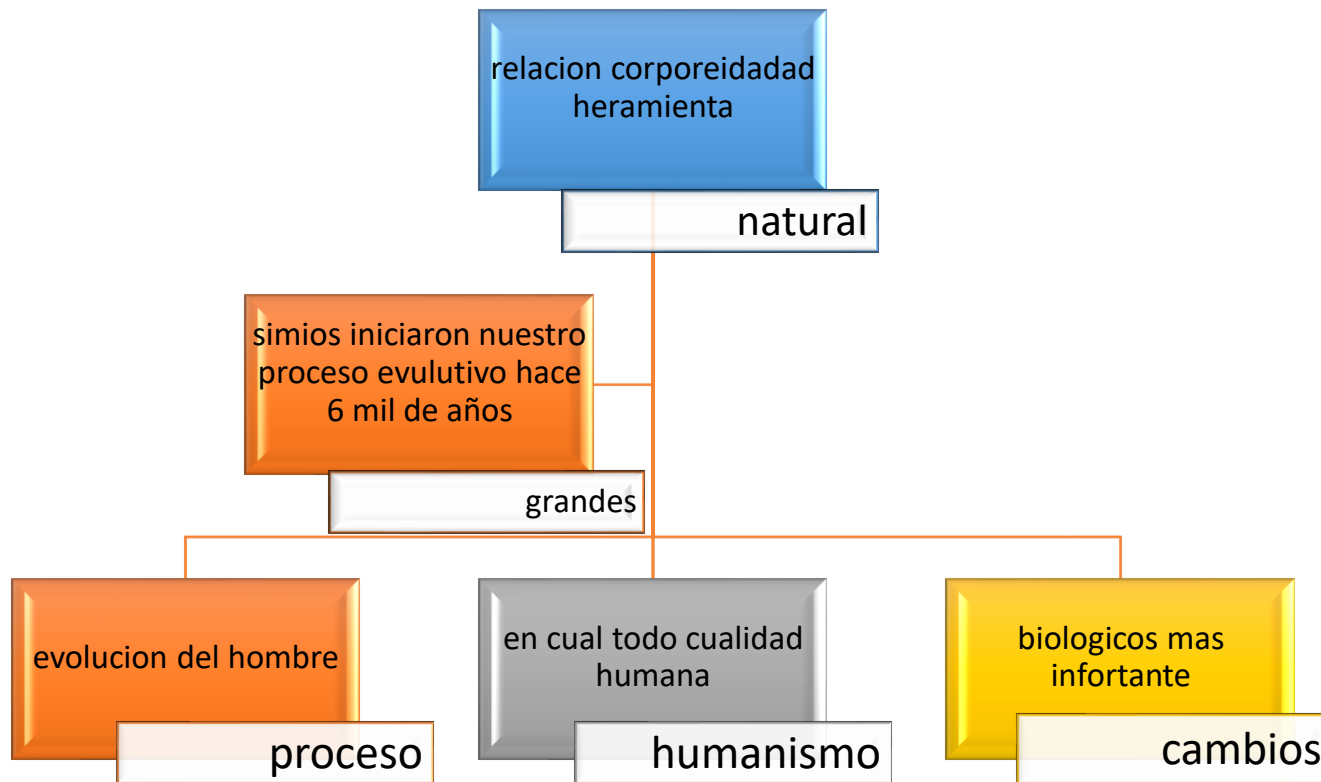 relacion corporeidadad
heramienta
natural
simios iniciaron nuestro
proceso evulutivo hace
6 mil de años
grandes
evolucion del hombre
proceso
en cual todo cualidad
humana
humanismo
biologicos mas
infortante
cambios